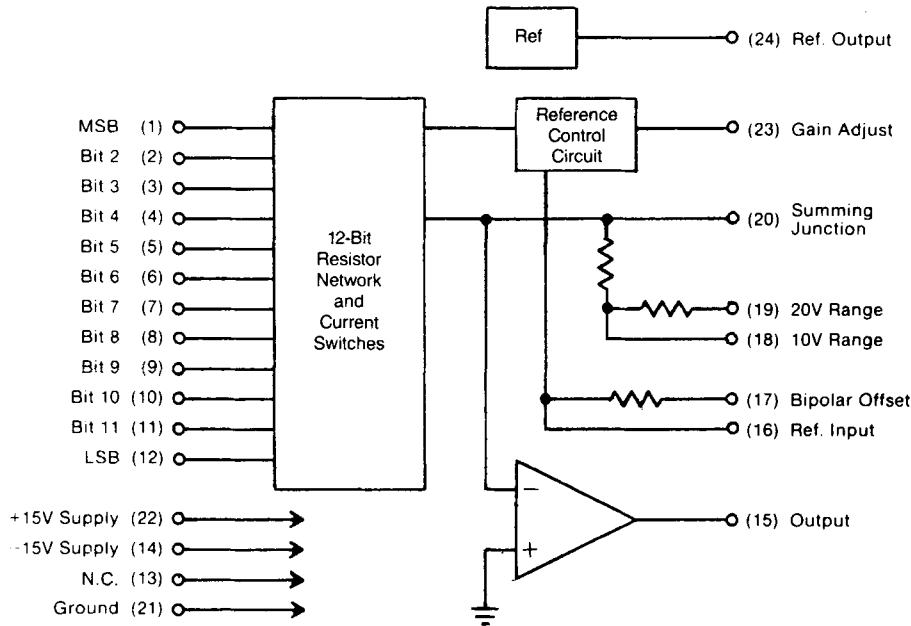 Ref
(24) Ref. Output
MSB (1)
Bit 2 (2)
Bit 3 (3)
Bit 4 (4)
Bit 5 (5)
Bit 6 (6)
Bit 7 (7)
Bit 8 (8)
Bit 9 (9)
Bit 10 (10)
Bit 11 (11)
LSB (12)
12-Bit
Resistor
Network
and
Current
Switches
Reference
Control
Circuit
(23) Gain Adjust
(20) Summing
Junction
(19) 20V Range
(18) 10V Range
(17) Bipolar Offset
(16) Ref. Input
−
+
(15) Output
+15V Supply (22)
-15V Supply (14)
N.C. (13)
Ground (21)